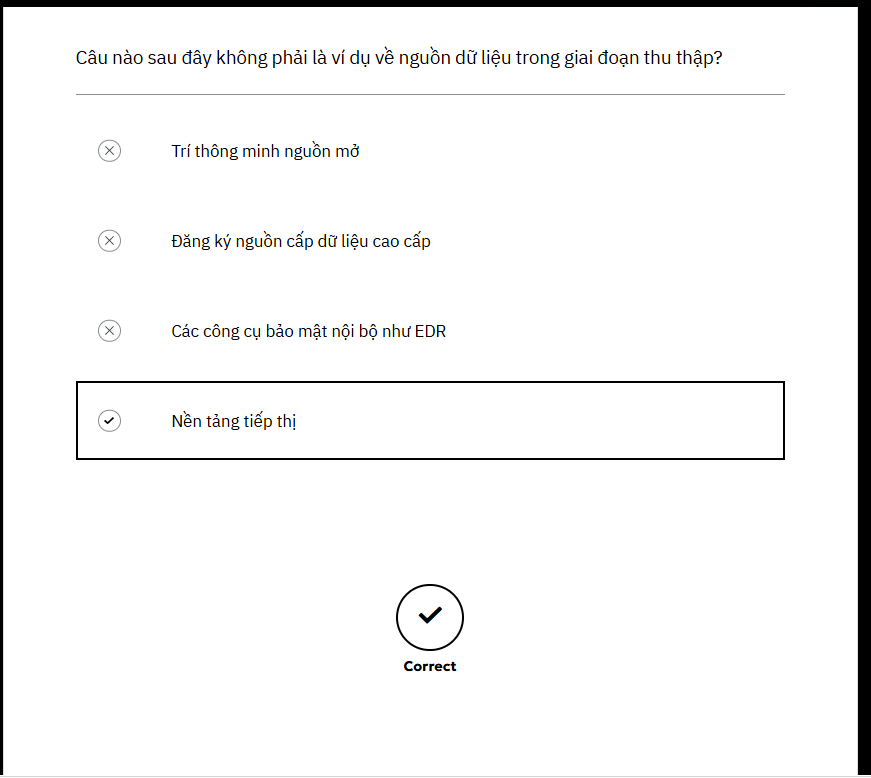 Câu nào sau đây không phải là ví dụ về nguồn dữ liệu trong giai đoạn thu thập?
Trí thông minh nguồn mở
Đăng ký nguồn cấp dữ liệu cao cấp
Các công cụ bảo mật nội bộ như EDR
Nền tảng tiếp thị
Correct